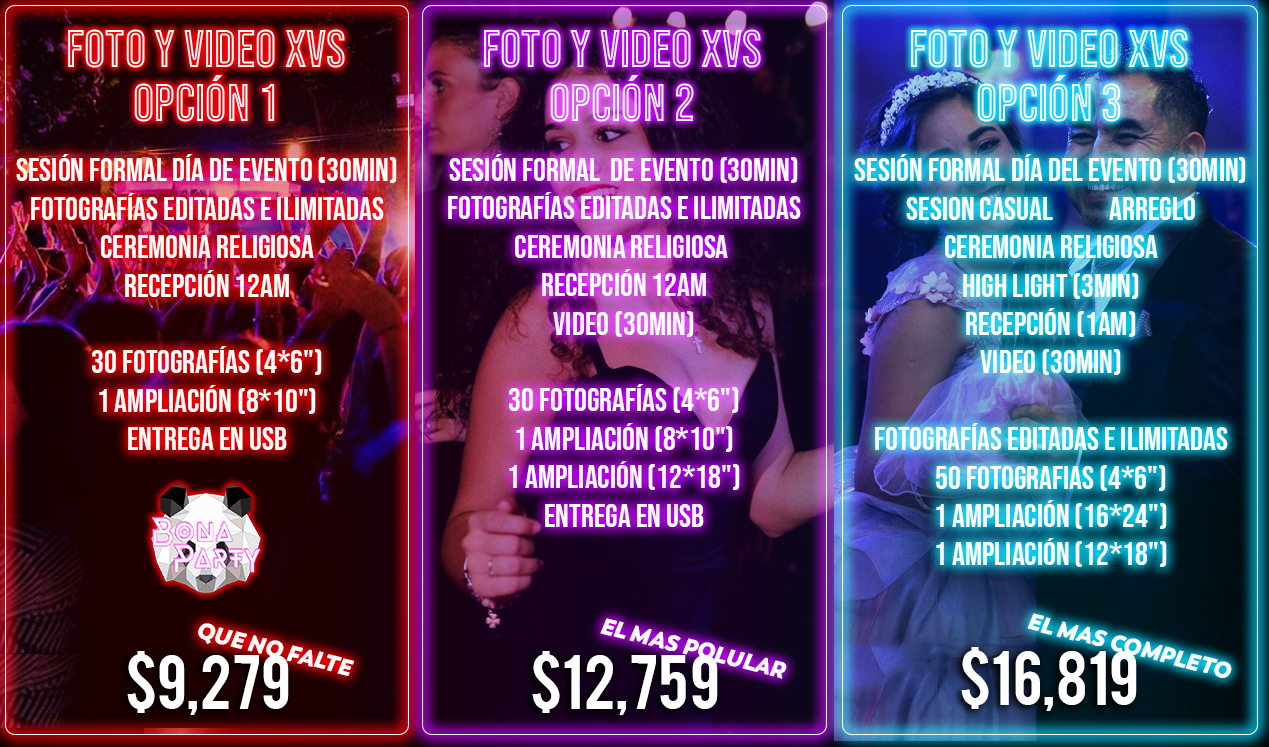 FOTO Y VIDEO XVS
OPCIÓN 1
SESIÓN FORMAL DÍA DE EVENTO (30MIN)
FOTOGRAFÍAS EDITADAS E ILIMITADAS
CEREMONIA RELIGIOSA
RECEPCIÓN 12AM
30 FOTOGRAFÍAS (4*6")
1 AMPLIACIÓN (8*10")
ENTREGA EN USB
BONA
PARTY
QUE NO FALTE
$9,279
FOTO Y VIDEO XVS
OPCIÓN 2
SESIÓN FORMAL DE EVENTO (30MIN)
FOTOGRAFÍAS EDITADAS E ILIMITADAS
CEREMONIA RELIGIOSA
RECEPCIÓN 12AM
VIDEO (30MIN)
30 FOTOGRAFÍAS (4*6")
1 AMPLIACIÓN (8*10")
1 AMPLIACIÓN (12*18")
ENTREGA EN USB
EL MAS POLULAR
$12,759
FOTO Y VIDEO XVS
OPCIÓN 3
SESIÓN FORMAL DÍA DEL EVENTO (30MIN)
SESION CASUAL ARREGLO
CEREMONIA RELIGIOSA
HIGH LIGHT (3MIN)
RECEPCIÓN (1AM)
VIDEO (30MIN)
FOTOGRAFÍAS EDITADAS E ILIMITADAS
50 FOTOGRAFIAS (4*6")
1 AMPLIACIÓN (16*24")
1 AMPLIACIÓN (12*18")
EL MAS COMPLETO
$16,819